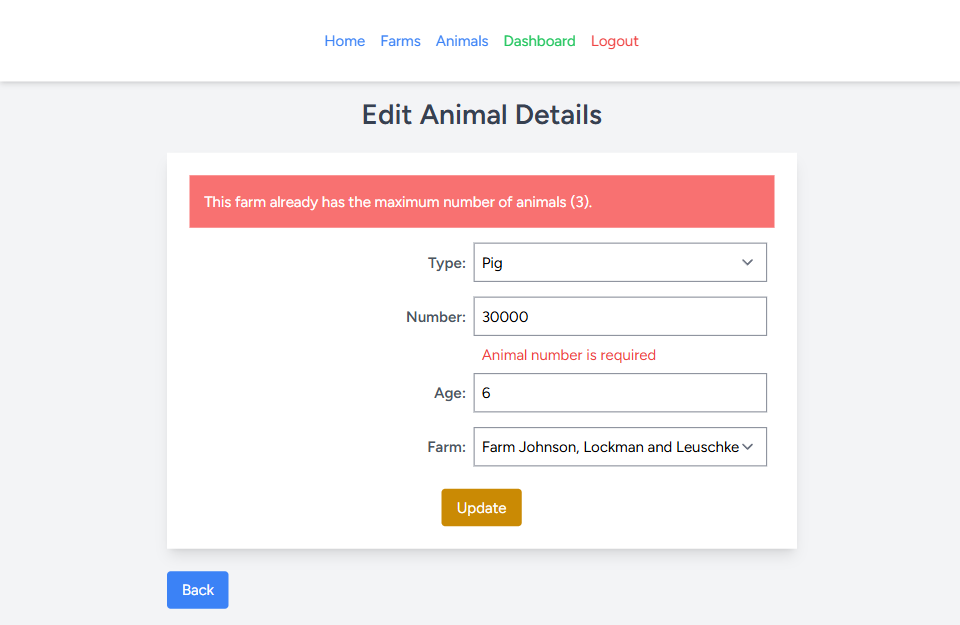 Home Farms Animals Dashboard Logout
Edit Animal Details
This farm already has the maximum number of animals (3).
Type: Pig
Number: 30000
Animal number is required
Age: 6
Farm: Farm Johnson, Lockman and Leuschke
Update
Back